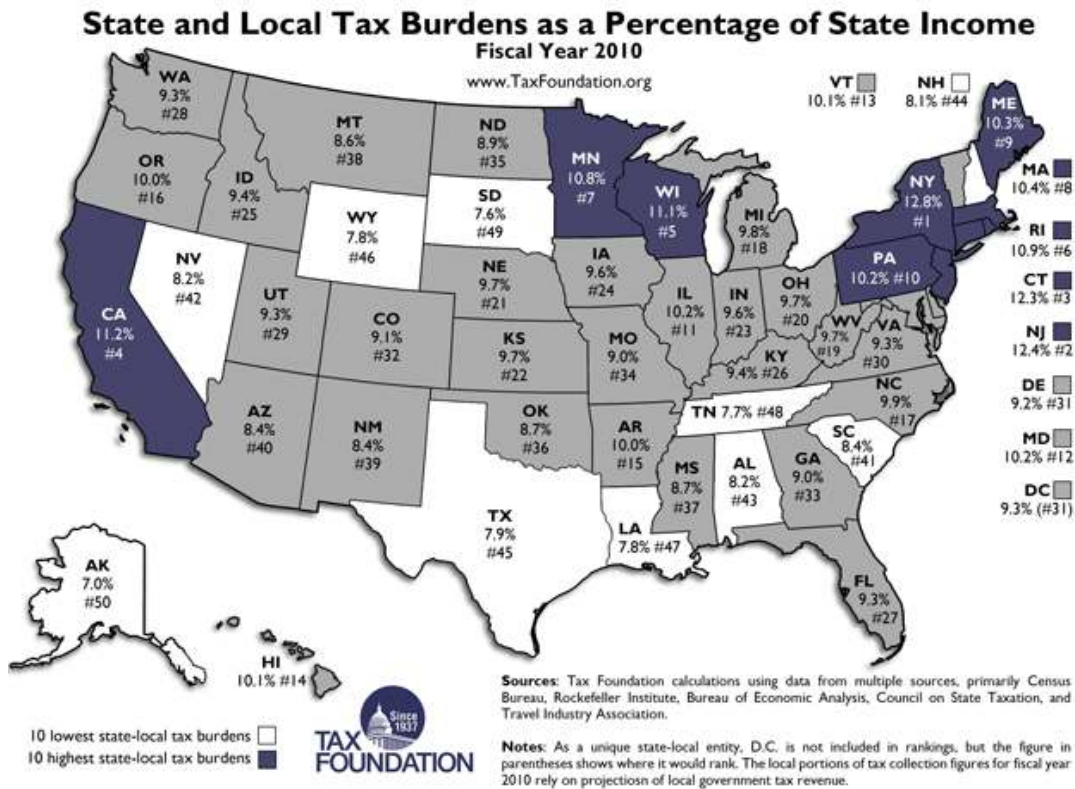 State and Local Tax Burdens as a Percentage of State Income
Fiscal Year 2010
www.TaxFoundation.org
VT
10.1% #13
NH
8.1% #44
WA
9.3%
#28
MT
8.6%
#38
ND
8.9%
#35
MN
10.8%
#7
ME
10.3%
#9
OR
10.0%
#16
ID
9.4%
#25
WY
7.8%
#46
SD
7.6%
#49
WI
11.1%
#5
MI
9.8%
#18
NY
12.8%
#1
MA
10.4% #8
RI
10.9% #6
CT
12.3% #3
NJ
12.4% #2
DE
9.2% #31
MD
10.2% #12
DC
9.3% (#31)
PA
10.2% #10
CA
11.2%
#4
NV
8.2%
#42
UT
9.3%
#29
CO
9.1%
#32
NE
9.7%
#21
KS
9.7%
#22
IA
9.6%
#24
MO
9.0%
#34
IL
10.2%
#11
IN
9.6%
#23
OH
9.7%
#20
WV
9.7%
#19
VA
9.3%
#30
KY
9.4% #26
NC
9.9%
#17
TN 7.7% #48
SC
8.4%
#41
AZ
8.4%
#40
NM
8.4%
#39
OK
8.7%
#36
AR
10.0%
#15
MS
8.7%
#37
AL
8.2%
#43
GA
9.0%
#33
TX
7.9%
#45
LA
7.8% #47
FL
9.3%
#27
AK
7.0%
#50
HI
10.1% #14
10 lowest state-local tax burdens
10 highest state-local tax burdens
Since
1937
TAX
FOUNDATION
Sources: Tax Foundation calculations using data from multiple sources, primarily Census
Bureau, Rockefeller Institute, Bureau of Economic Analysis, Council on State Taxation, and
Travel Industry Association.
Notes: As a unique state-local entity, D.C. is not included in rankings, but the figure in
parentheses shows where it would rank. The local portions of tax collection figures for fiscal year
2010 rely on projectiosn of local government tax revenue.